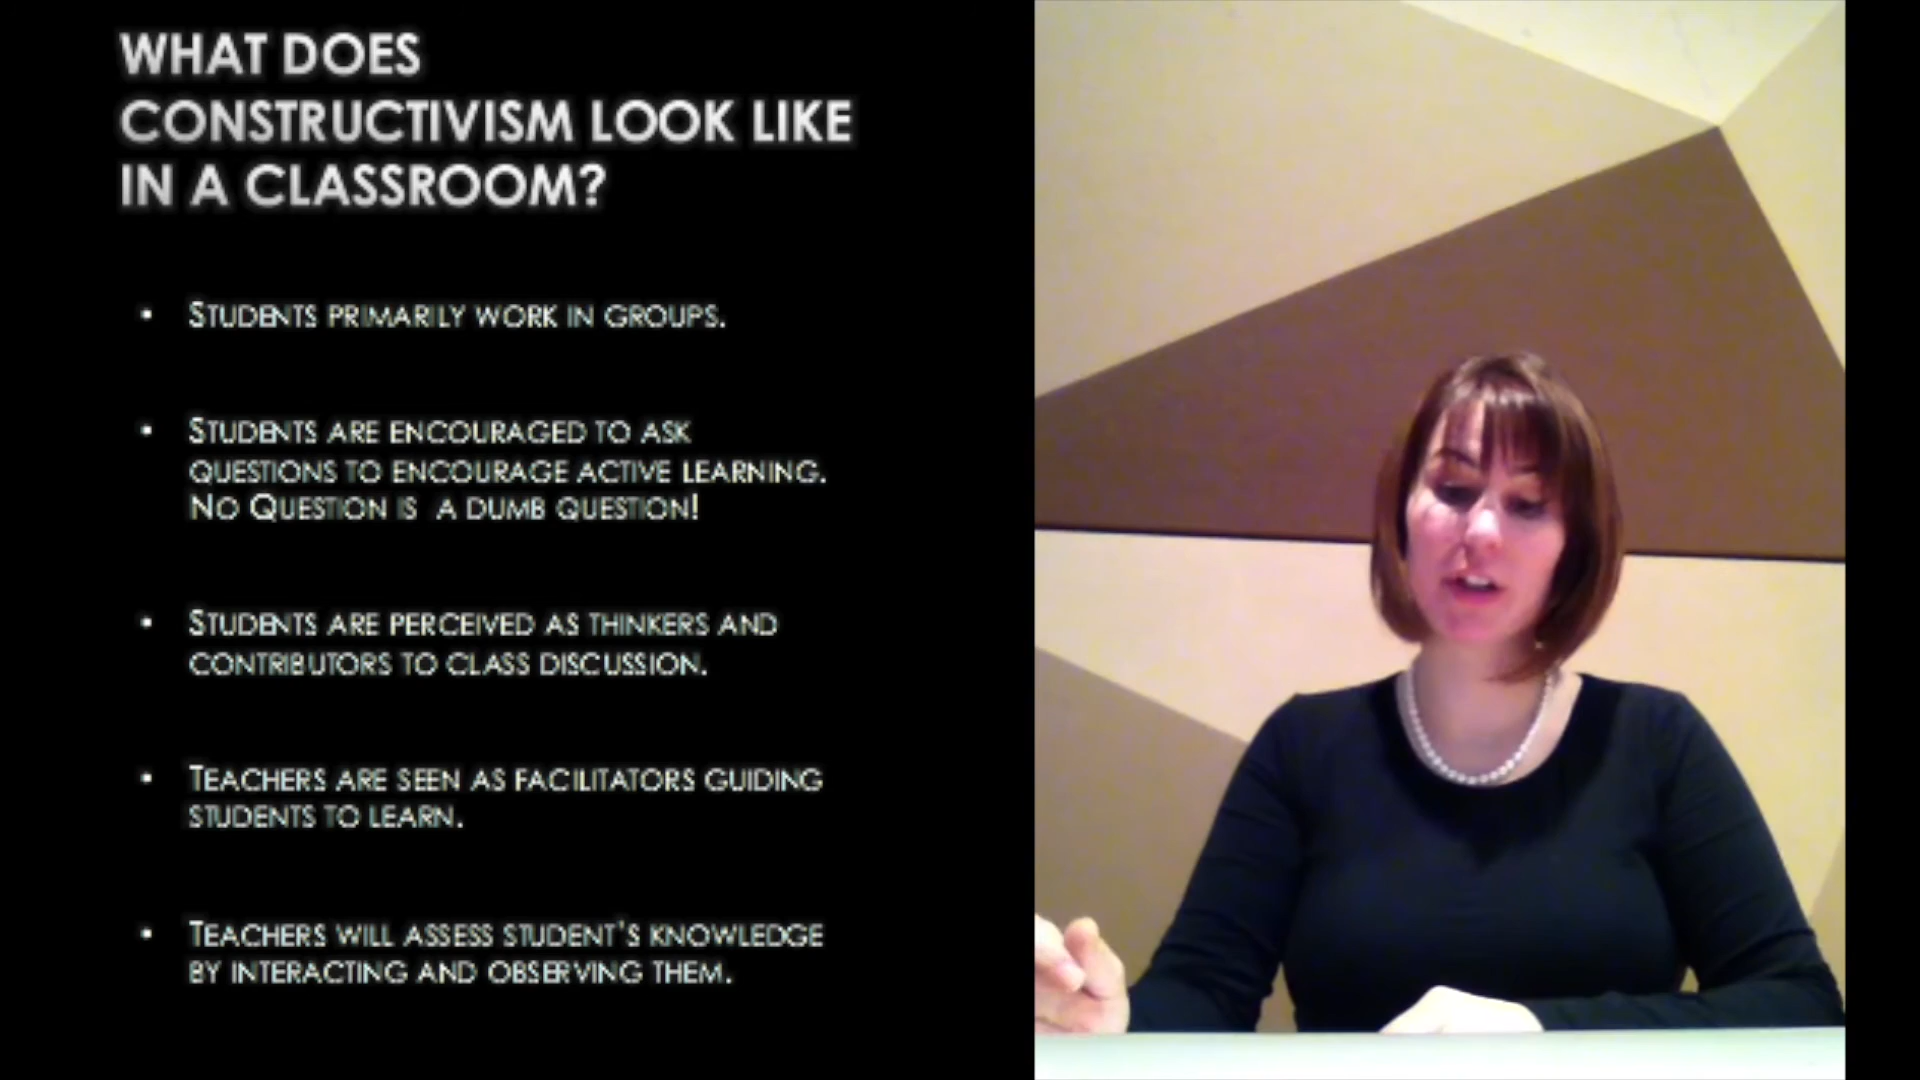 WHAT DOES
CONSTRUCTIVISM LOOK LIKE
IN A CLASSROOM?
• STUDENTS PRIMARILY WORK IN GROUPS.
• STUDENTS ARE ENCOURAGED TO ASK
QUESTIONS TO ENCOURAGE ACTIVE LEARNING.
NO QUESTION IS A DUMB QUESTION!
• STUDENTS ARE PERCEIVED AS THINKERS AND
CONTRIBUTORS TO CLASS DISCUSSION.
• TEACHERS ARE SEEN AS FACILITATORS GUIDING
STUDENTS TO LEARN.
• TEACHERS WILL ASSESS STUDENT'S KNOWLEDGE
BY INTERACTING AND OBSERVING THEM.